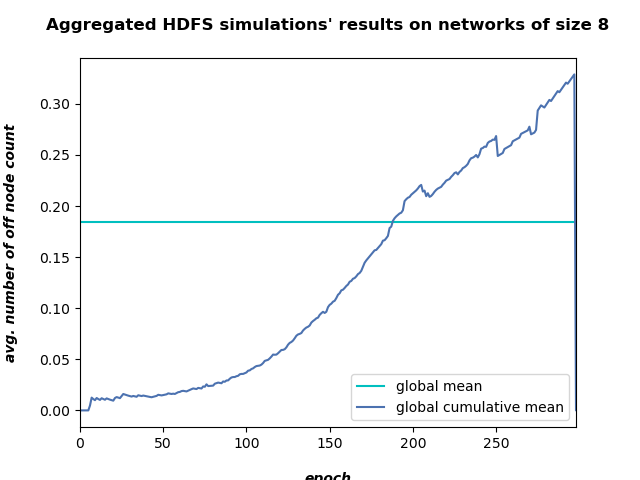 Aggregated HDFS simulations' results on networks of size 8
avg. number of off node count
0.30
0.25
0.20
0.15
0.10
0.05
0.00
0 50 100 150 200 250
global mean
global cumulative mean
epoch